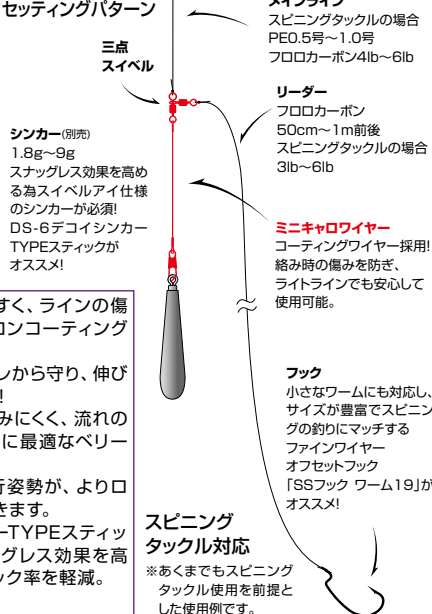 セッティングパターン
メインライン
スピニングタックルの場合
PE0.5号〜1.0号
フロロカーボン4lb〜6lb
三点
スイベル
リーダー
フロロカーボン
50cm〜1m前後
スピニングタックルの場合
3lb〜6lb
シンカー(別売)
1.8g〜9g
スナッグレス効果を高め
る為スイベルアイ仕様
のシンカーが必須!
DS-6デコイシンカー
TYPEスティックが
オススメ!
ミニキャロワイヤー
コーティングワイヤー採用!
絡み時の傷みを防ぎ、
ライトラインでも安心して
使用可能。
すく、ラインの傷
コンコーティング
レから守り、伸び
!
みにくく、流れの
に最適なベリー
行姿勢が、よりロ
きます。
ーTYPEスティッ
グレス効果を高
ック率を軽減。
フック
小さなワームにも対応し、
サイズが豊富でスピニン
グの釣りにマッチする
ファインワイヤー
オフセットフック
「SSフック ワーム19」が
オススメ!
スピニング
タックル対応
※あくまでもスピニング
タックル使用を前提と
した使用例です。